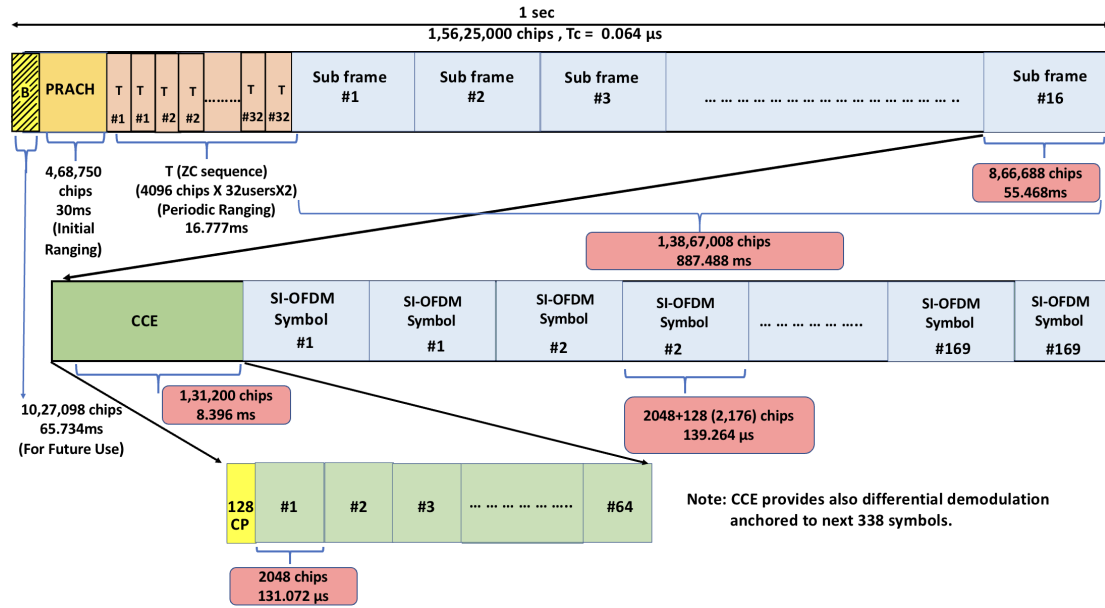 1 sec
1,56,25,000 chips , Tc = 0.064 µs
B
PRACH
T
#1
T
#1
T
#2
T
#2
………
T
#32
T
#32
Sub frame
#1
Sub frame
#2
Sub frame
#3
… … … … … … … … … … … … … … … … ..
Sub frame
#16
4,68,750
chips
30ms
(Initial
Ranging)
T (ZC sequence)
(4096 chips X 32usersX2)
(Periodic Ranging)
16.777ms
8,66,688 chips
55.468ms
1,38,67,008 chips
887.488 ms
CCE
SI-OFDM
Symbol
#1
SI-OFDM
Symbol
#1
SI-OFDM
Symbol
#2
SI-OFDM
Symbol
#2
… … … … … …..
SI-OFDM
Symbol
#169
SI-OFDM
Symbol
#169
1,31,200 chips
8.396 ms
2048+128 (2,176) chips
139.264 µs
10,27,098 chips
65.734ms
(For Future Use)
128
CP
#1
#2
#3
… … … … … … …..
#64
Note: CCE provides also differential demodulation
anchored to next 338 symbols.
2048 chips
131.072 µs